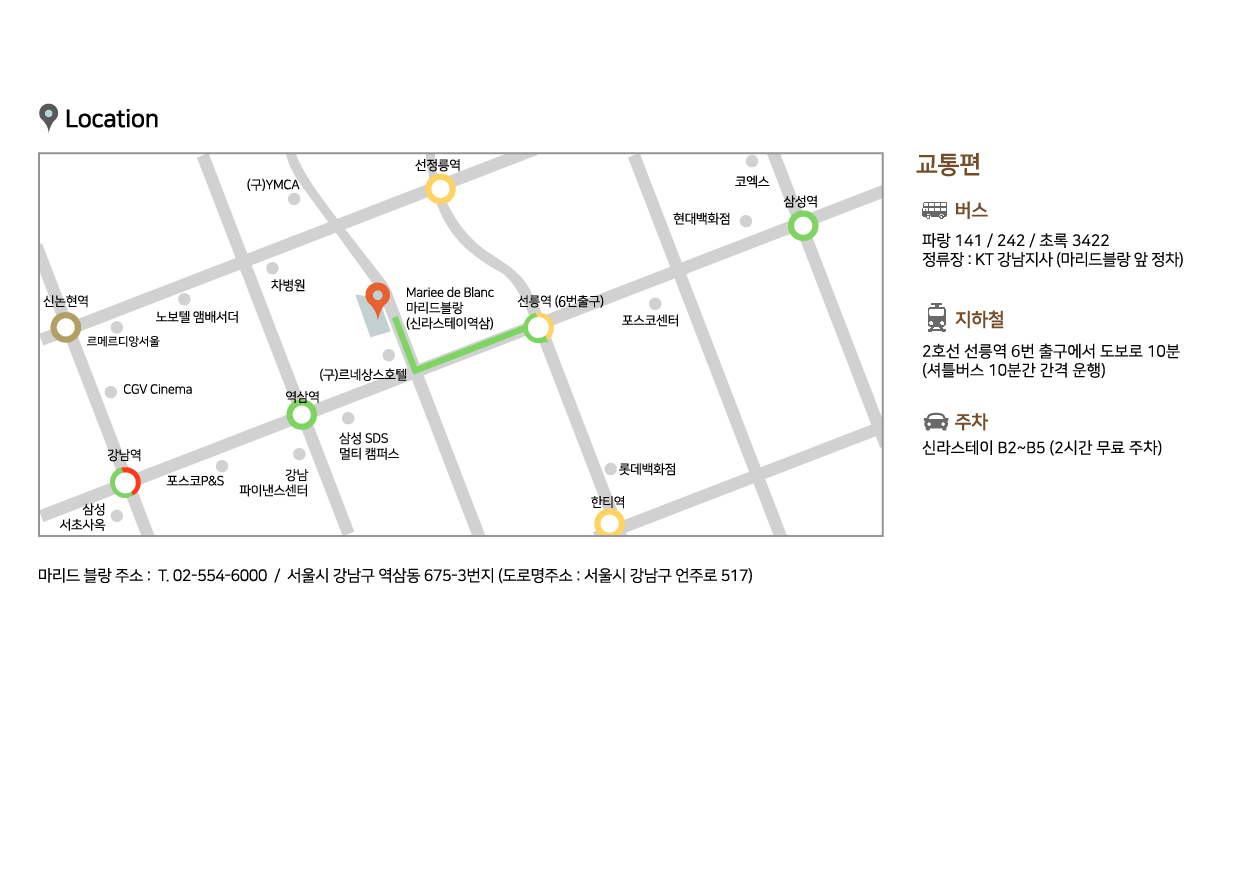 Location
선정릉역
(구)YMCA
코엑스
삼성역
현대백화점
차병원
신논현역
노보텔 앰배서더
르메르디앙서울
Mariee de Blanc
마리드블랑
(신라스테이역삼)
선릉역 (6번출구)
포스코센터
(구)르네상스호텔
CGV Cinema
역삼역
삼성 SDS
멀티 캠퍼스
강남역
포스코P&S
강남
파이낸스센터
롯데백화점
한티역
삼성
서초사옥
교통편
버스
파랑 141 / 242 / 초록 3422
정류장 : KT 강남지사 (마리드블랑 앞 정차)
지하철
2호선 선릉역 6번 출구에서 도보로 10분
(셔틀버스 10분간 간격 운행)
주차
신라스테이 B2~B5 (2시간 무료 주차)
마리드 블랑 주소 : T. 02-554-6000 / 서울시 강남구 역삼동 675-3번지 (도로명주소 : 서울시 강남구 언주로 517)